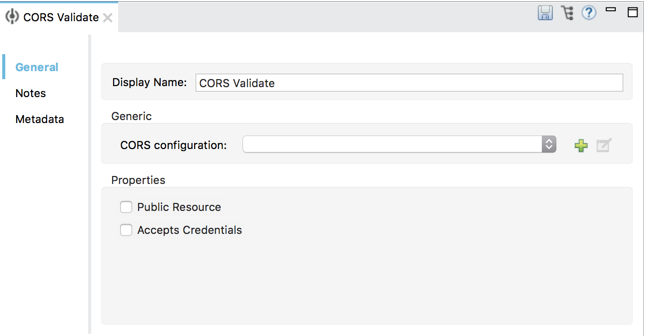 CORS Validate
General
Notes
Metadata
Display Name: CORS Validate
Generic
CORS configuration:
Properties
Public Resource
Accepts Credentials